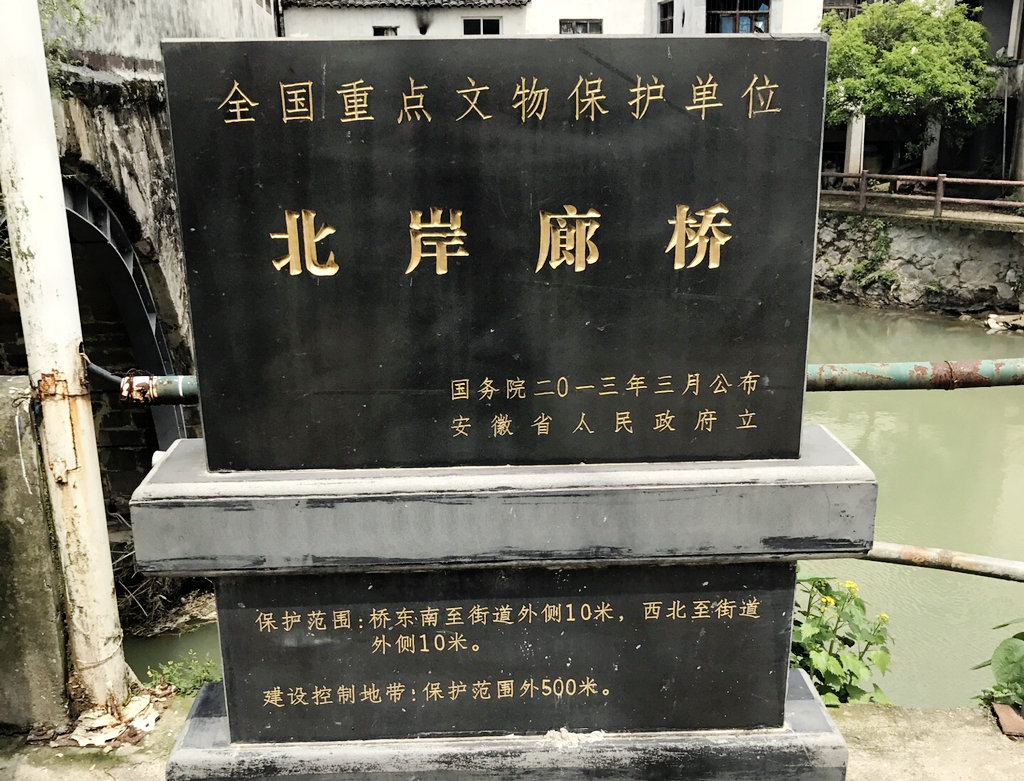 全国重点文物保护单位
北岸廊桥
国务院二0一三年三月公布
安徽省人民政府立
保护范围:桥东南至街道外侧10米，西北至街道
外侧10米。
建设控制地带:保护范围外500米。